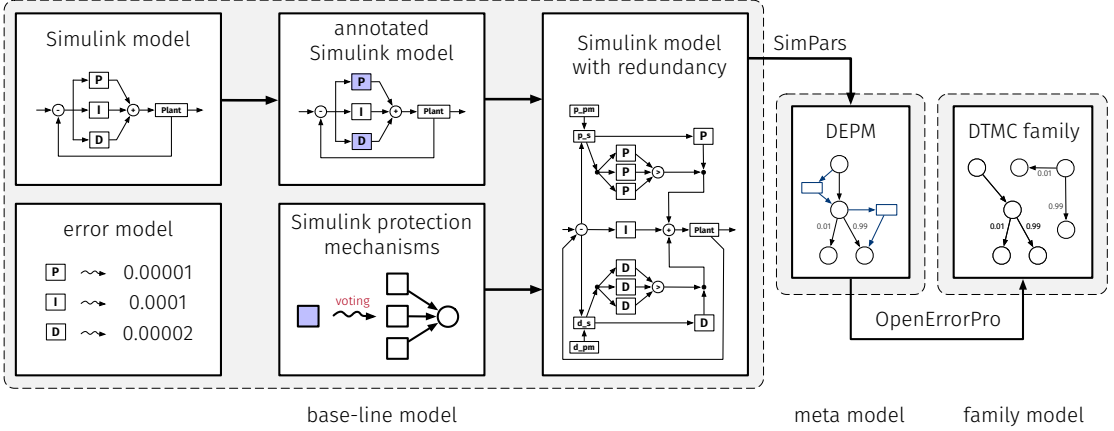 Simulink model
P
-
I
+
Plant
D
annotated
Simulink model
P
-
I
+
Plant
D
Simulink model
with redundancy
p_pm
p_s
P
P
P
>
P
-
I
+
Plant
D
D
>
D
d_s
D
d_pm
error model
P 0.00001
I 0.0001
D 0.00002
Simulink protection
mechanisms
voting
SimPars
DEPM
0.01 0.99
DTMC family
0.01
0.99
0.01 0.99
OpenErrorPro
base-line model
meta model
family model